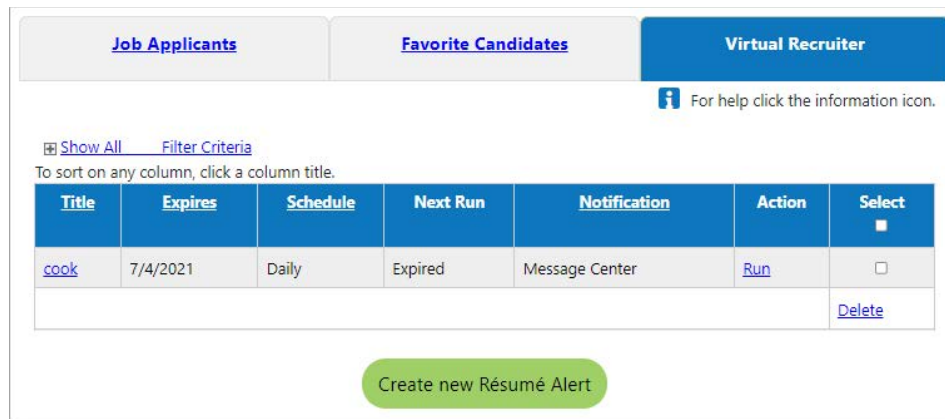 Job Applicants
Favorite Candidates
Virtual Recruiter
For help click the information icon.
Show All Filter Criteria
To sort on any column, click a column title.
Title Expires Schedule Next Run Notification Action Select
cook 7/4/2021 Daily Expired Message Center Run
Delete
Create new Résumé Alert